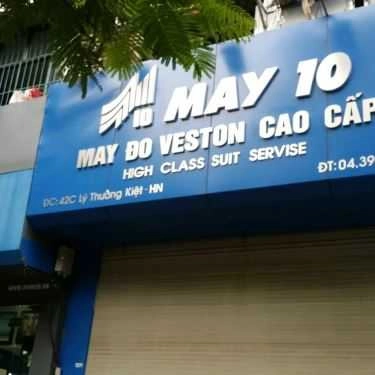 10 MAY 10
MAY ĐO VESTON CAO CẤP
HIGH CLASS SUIT SERVISE
ĐC: 42C Lý Thường Kiệt - HN ĐT: 04.39